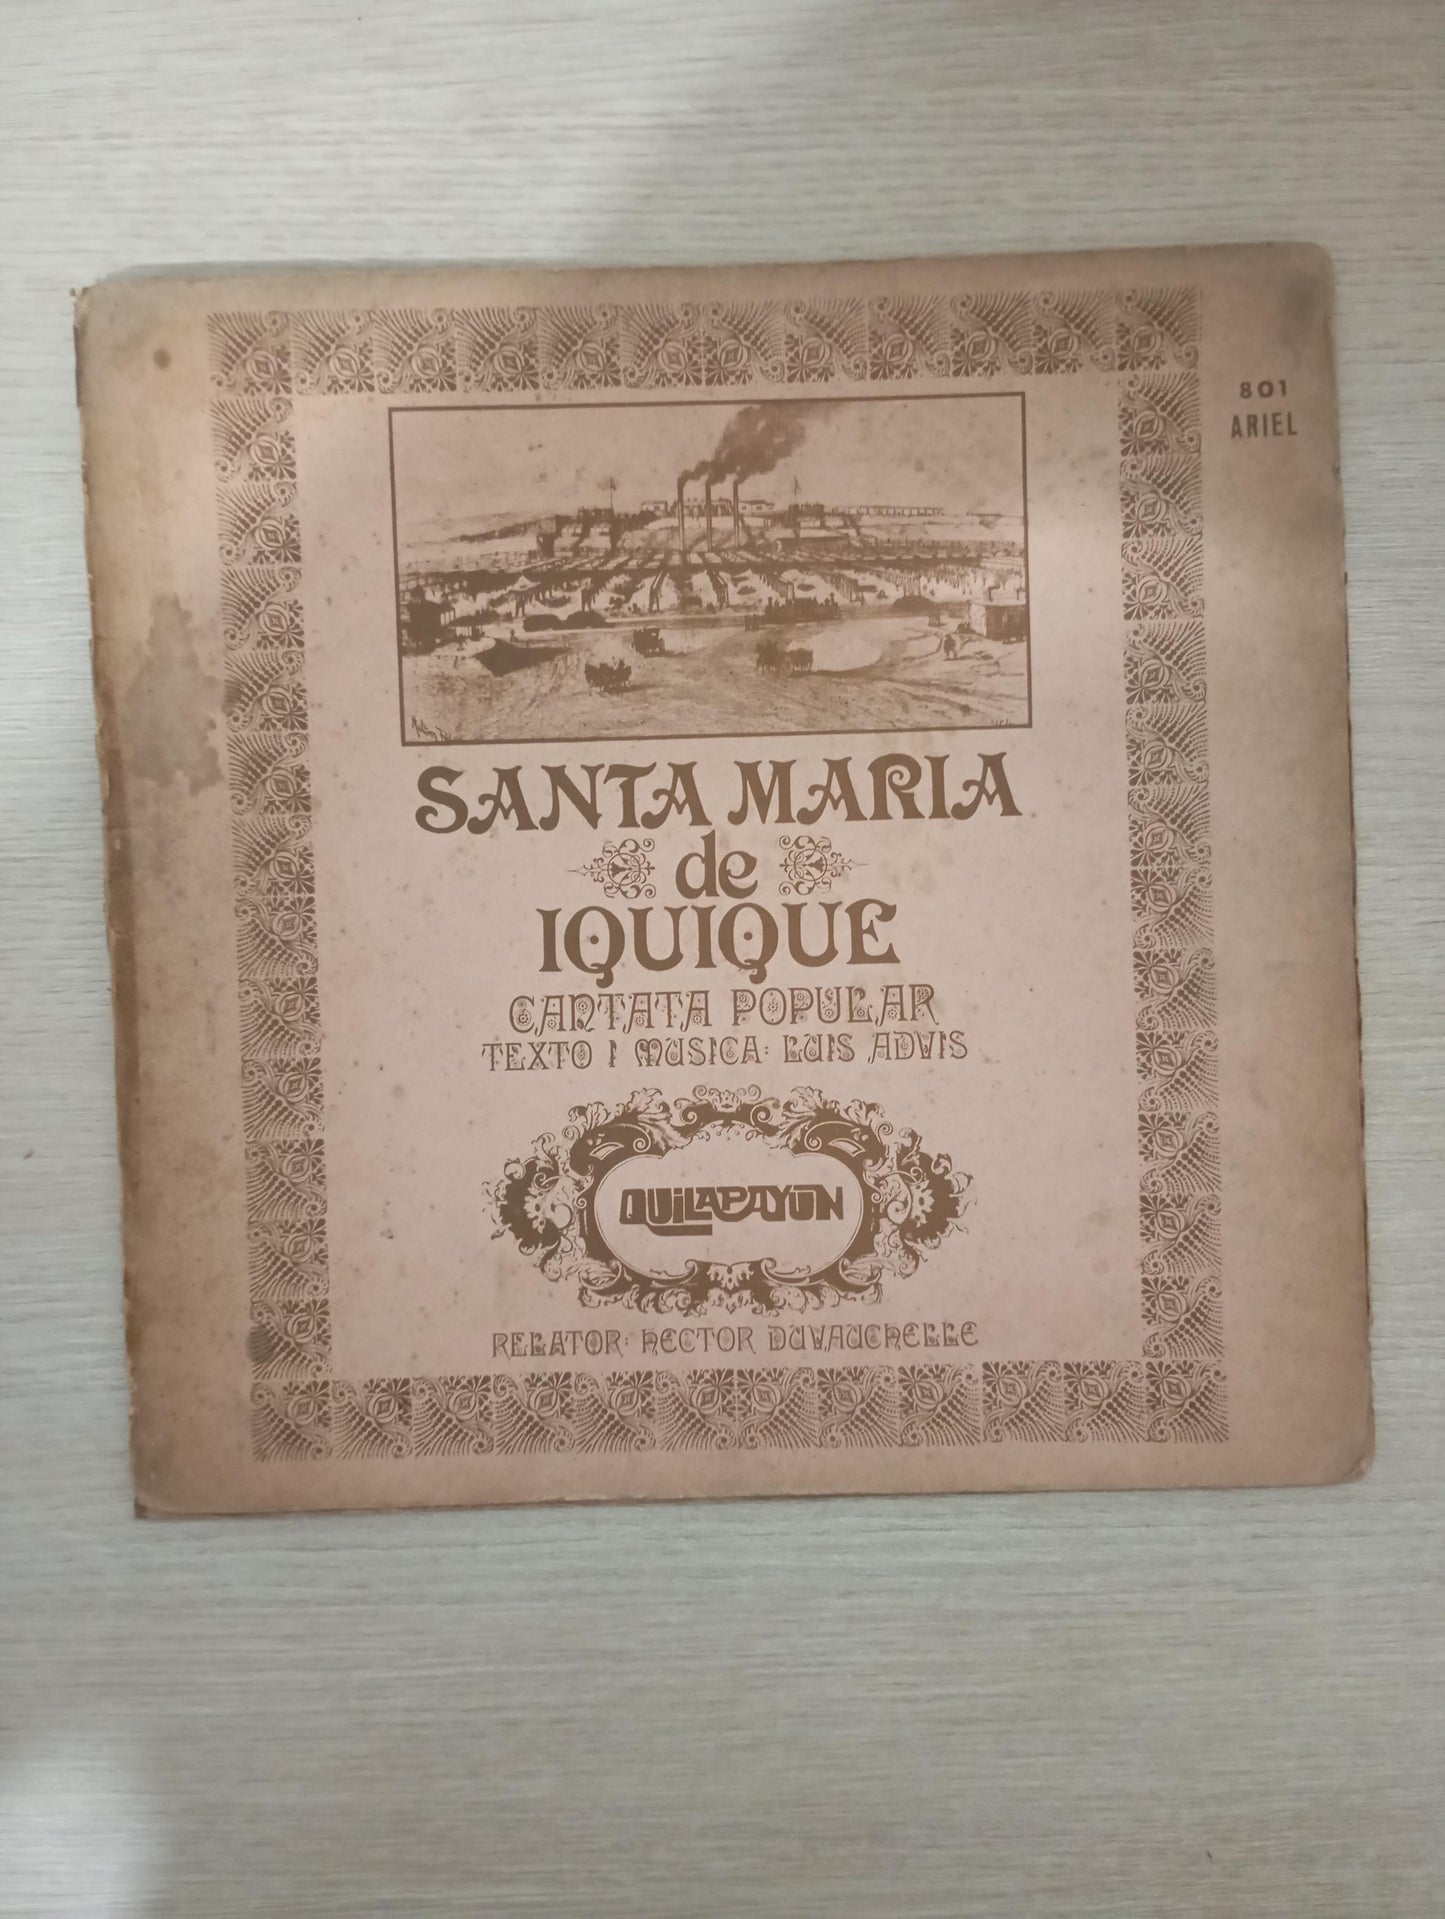 801
ARIEL
SANTA MARIA
de
IQUIQUE
CANTATA POPULAR
TEXTO I MUSICA: LUIS ADVIS
QUILAPAYUN
RELATOR: HECTOR DUVAUCHELLE